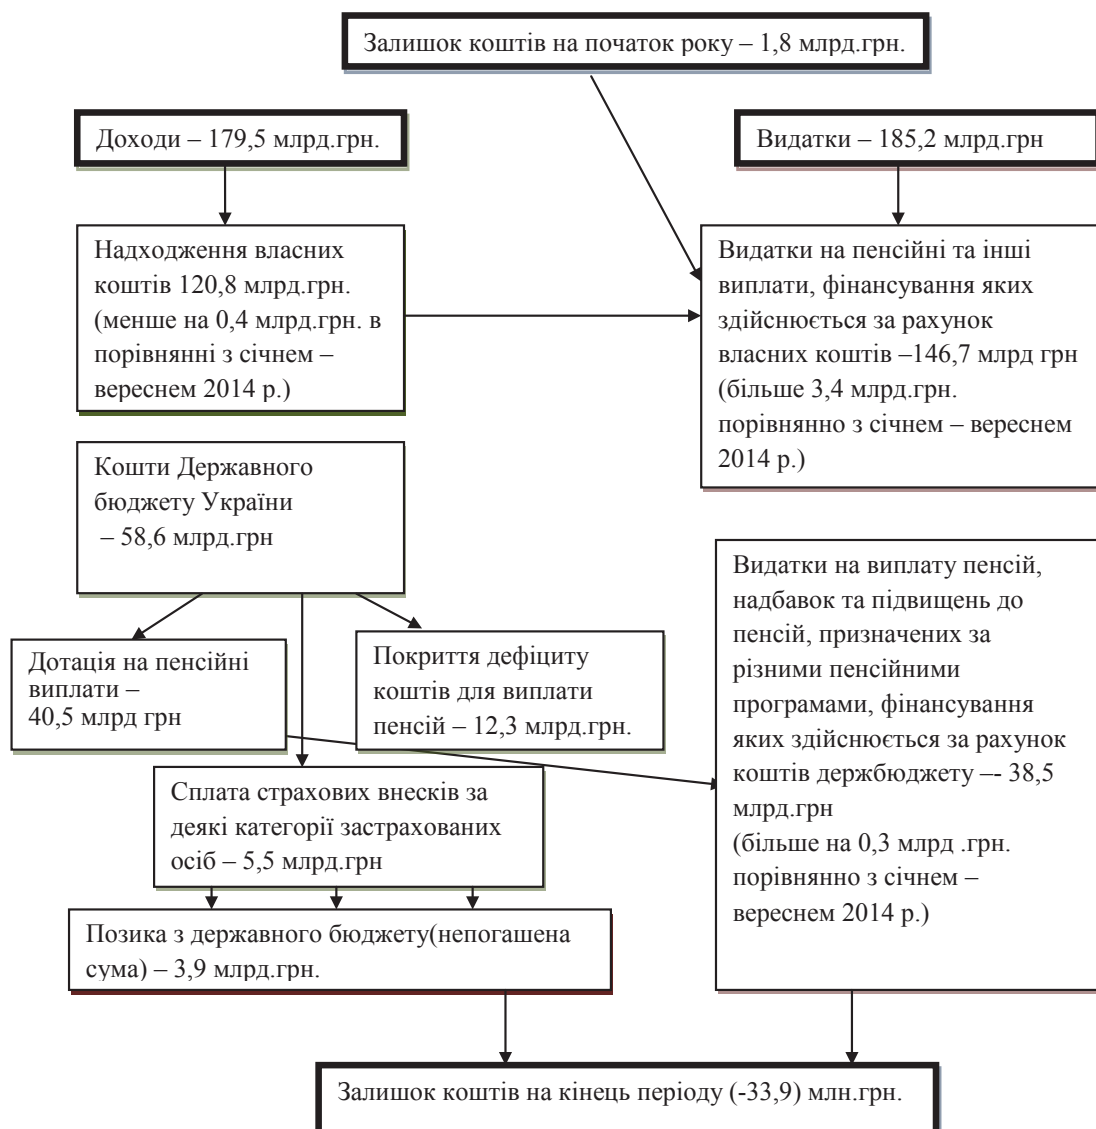 Залишок коштів на початок року – 1,8 млрд.грн.
Доходи – 179,5 млрд.грн.
Видатки – 185,2 млрд.грн
Надходження власних
коштів 120,8 млрд.грн.
(менше на 0,4 млрд.грн. в
порівнянні з січнем –
вереснем 2014 р.)
Видатки на пенсійні та інші
виплати, фінансування яких
здійснюється за рахунок
власних коштів –146,7 млрд грн
(більше 3,4 млрд.грн.
порівнянно з січнем – вереснем
2014 р.)
Кошти Державного
бюджету України
– 58,6 млрд.грн
Дотація на пенсійні
виплати –
40,5 млрд грн
Покриття дефіциту
коштів для виплати
пенсій – 12,3 млрд.грн.
Сплата страхових внесків за
деякі категорії застрахованих
осіб – 5,5 млрд.грн
Позика з державного бюджету(непогашена
сума) – 3,9 млрд.грн.
Видатки на виплату пенсій,
надбавок та підвищень до
пенсій, призначених за
різними пенсійними
програмами, фінансування
яких здійснюється за рахунок
коштів держбюджету –- 38,5
млрд.грн
(більше на 0,3 млрд .грн.
порівнянно з січнем –
вереснем 2014 р.)
Залишок коштів на кінець періоду (-33,9) млн.грн.